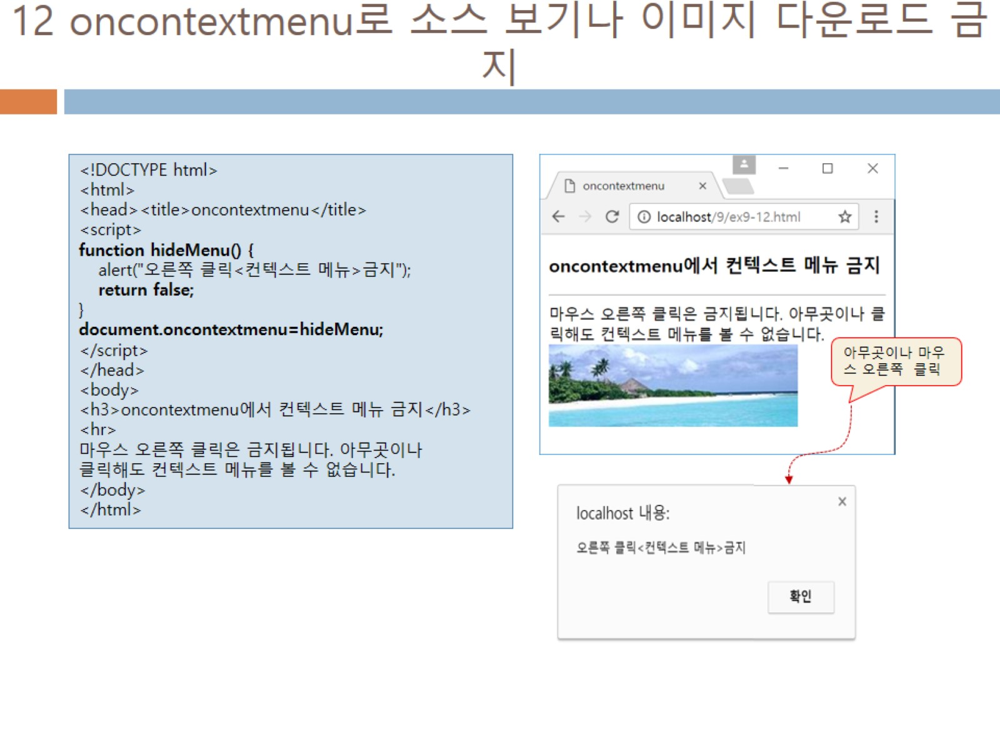 12 oncontextmenu로 소스 보기나 이미지 다운로드 금
지
<!DOCTYPE html>
<html>
<head><title>oncontextmenu</title>
<script>
function hideMenu() {
alert("오른쪽 클릭<컨텍스트 메뉴>금지");
return false;
}
document.oncontextmenu=hideMenu;
</script>
</head>
<body>
<h3>oncontextmenu에서 컨텍스트 메뉴 금지</h3>
<hr>
마우스 오른쪽 클릭은 금지됩니다. 아무곳이나
클릭해도 컨텍스트 메뉴를 볼 수 없습니다.
</body>
</html>
oncontextmenu
localhost/9/ex9-12.html
oncontextmenu에서 컨텍스트 메뉴 금지
마우스 오른쪽 클릭은 금지됩니다. 아무곳이나 클
릭해도 컨텍스트 메뉴를 볼 수 없습니다.
아무곳이나 마우
스 오른쪽 클릭
localhost 내용:
오른쪽 클릭<컨텍스트 메뉴>금지
확인